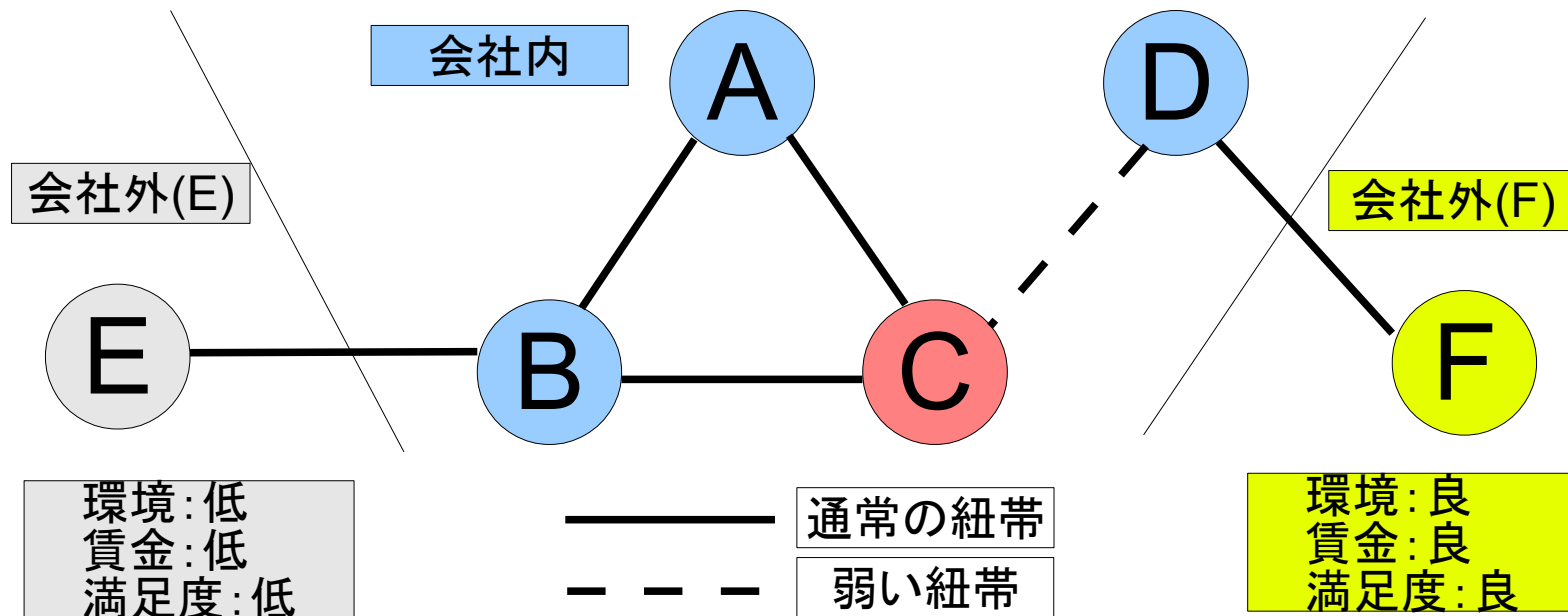 会社内
A
D
会社外(E)
会社外(F)
E
B
C
F
環境:低
賃金:低
満足度:低
通常の紐帯
弱い紐帯
環境:良
賃金:良
満足度:良